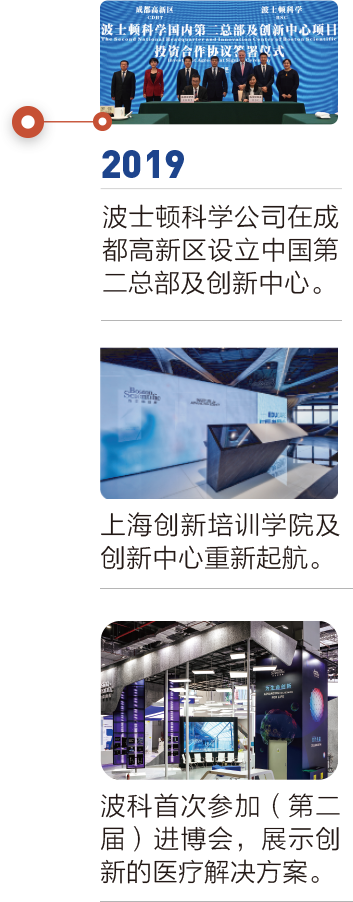 成都高新区 波士顿科学
CDHT BSC
波士顿科学国内第二总部及创新中心项目
The Second National Headquarter and Innovation Center of Boston Scientific
投资合作协议签署仪式
2019
波士顿科学公司在成
都高新区设立中国第
二总部及创新中心。
Boston
Scientific
上海创新培训学院及
创新中心重新起航。
波科首次参加（第二
届）进博会，展示创
新的医疗解决方案。